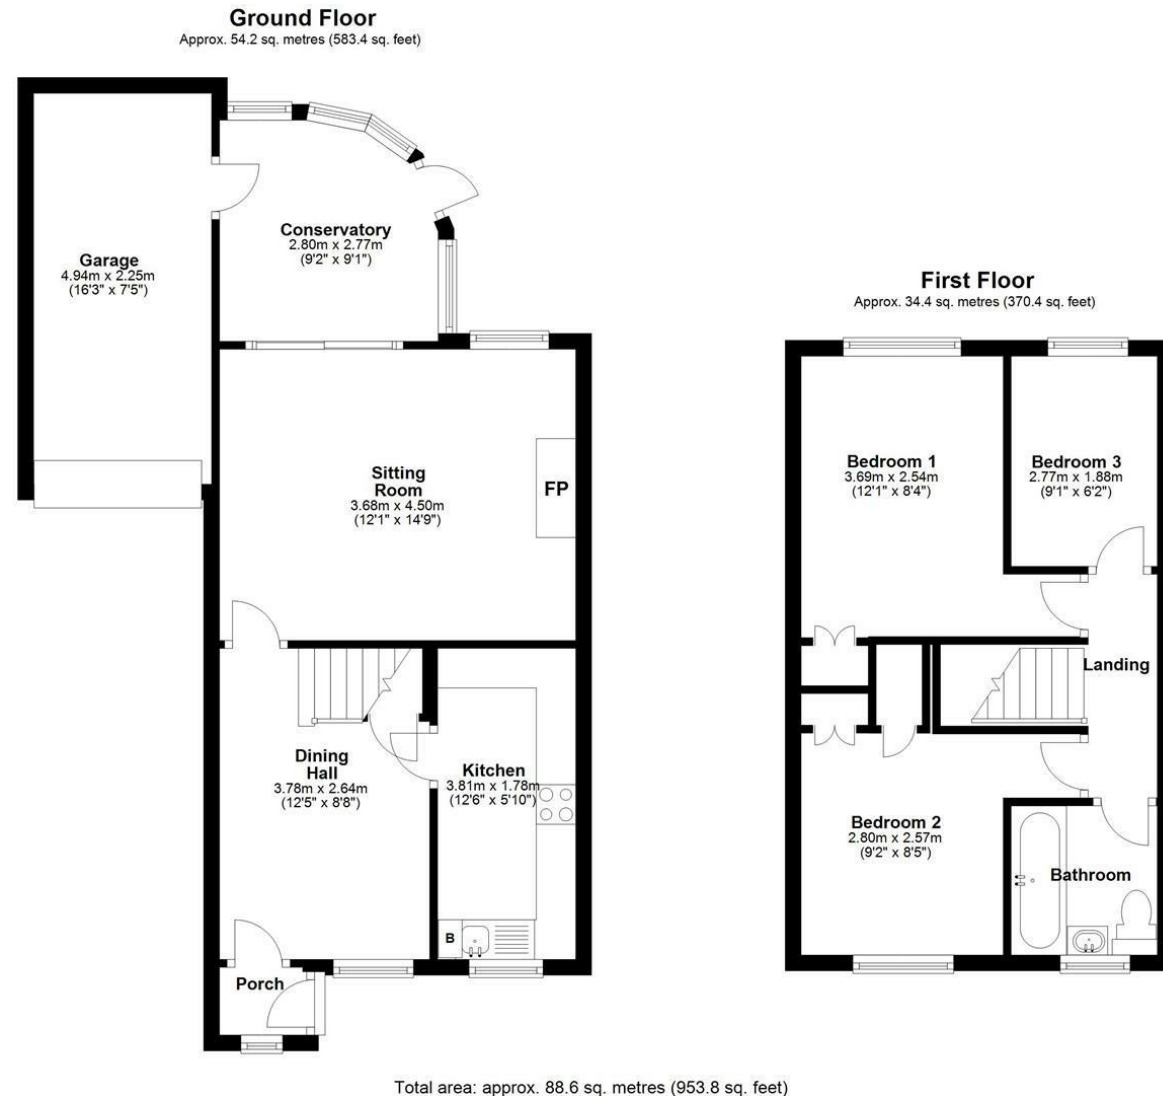 Ground Floor
Approx. 54.2 sq. metres (583.4 sq. feet)
Garage
4.94m x 2.25m
(16'3" x 7'5")
Conservatory
2.80m x 2.77m
(9'2" x 9'1")
Sitting
Room
3.68m x 4.50m
(12'1" x 14'9")
FP
Dining
Hall
3.78m x 2.64m
(12'5" x 8'8")
Kitchen
3.81m x 1.78m
(12'6" x 5'10")
B
Porch
First Floor
Approx. 34.4 sq. metres (370.4 sq. feet)
Bedroom 1
3.69m x 2.54m
(12'1" x 8'4")
Bedroom 3
2.77m x 1.88m
(9'1" x 6'2")
Landing
Bedroom 2
2.80m x 2.57m
(9'2" x 8'5")
Bathroom
Total area: approx. 88.6 sq. metres (953.8 sq. feet)